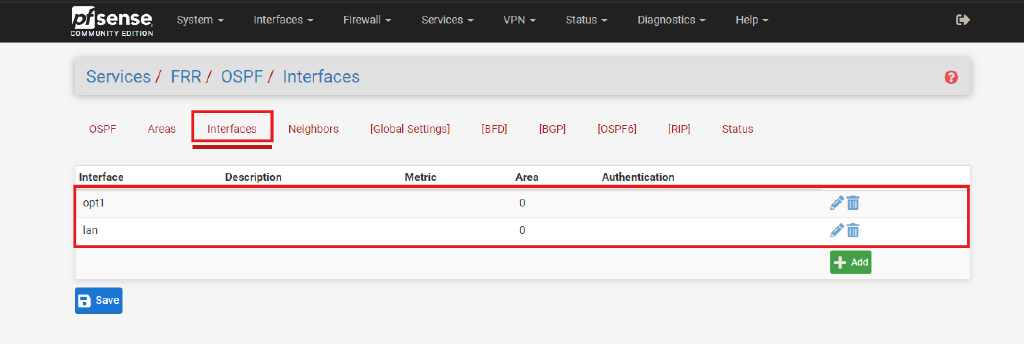 pfsense COMMUNITY EDITION System Interfaces Firewall Services VPN Status Diagnostics Help
Services / FRR / OSPF / Interfaces ?
OSPF Areas Interfaces Neighbors [Global Settings] [BFD] [BGP] [OSPF6] [RIP] Status
Interface Description Metric Area Authentication
opt1 0
lan 0
+ Add
Save